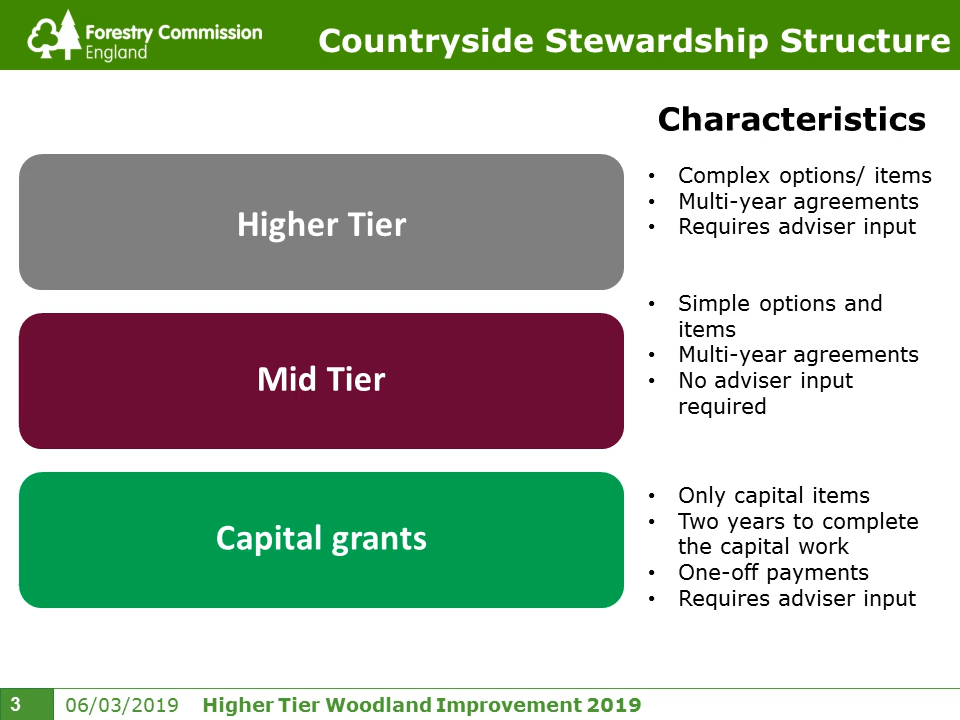 Forestry Commission
England
Countryside Stewardship Structure
Characteristics
Higher Tier
• Complex options/ items
• Multi-year agreements
• Requires adviser input
Mid Tier
• Simple options and
items
• Multi-year agreements
• No adviser input
required
Capital grants
• Only capital items
• Two years to complete
the capital work
• One-off payments
• Requires adviser input
3 06/03/2019 Higher Tier Woodland Improvement 2019